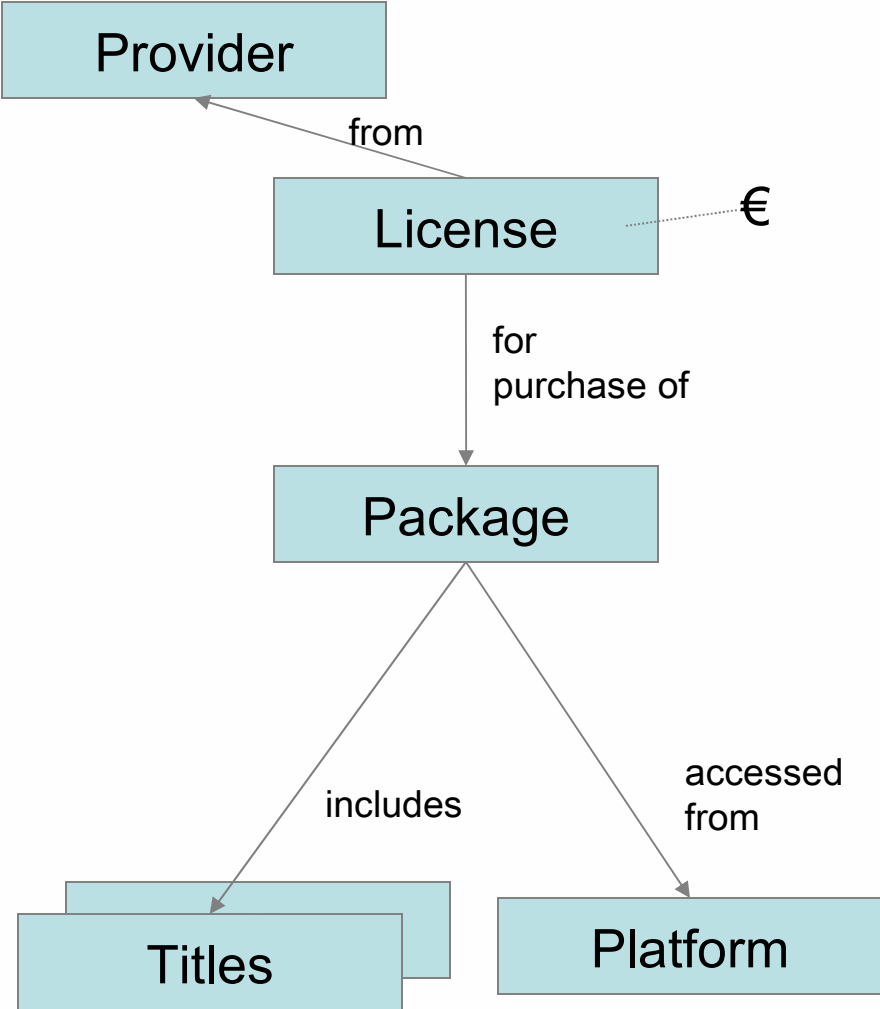 Provider
from
License
€
for
purchase of
Package
includes
accessed
from
Titles
Platform